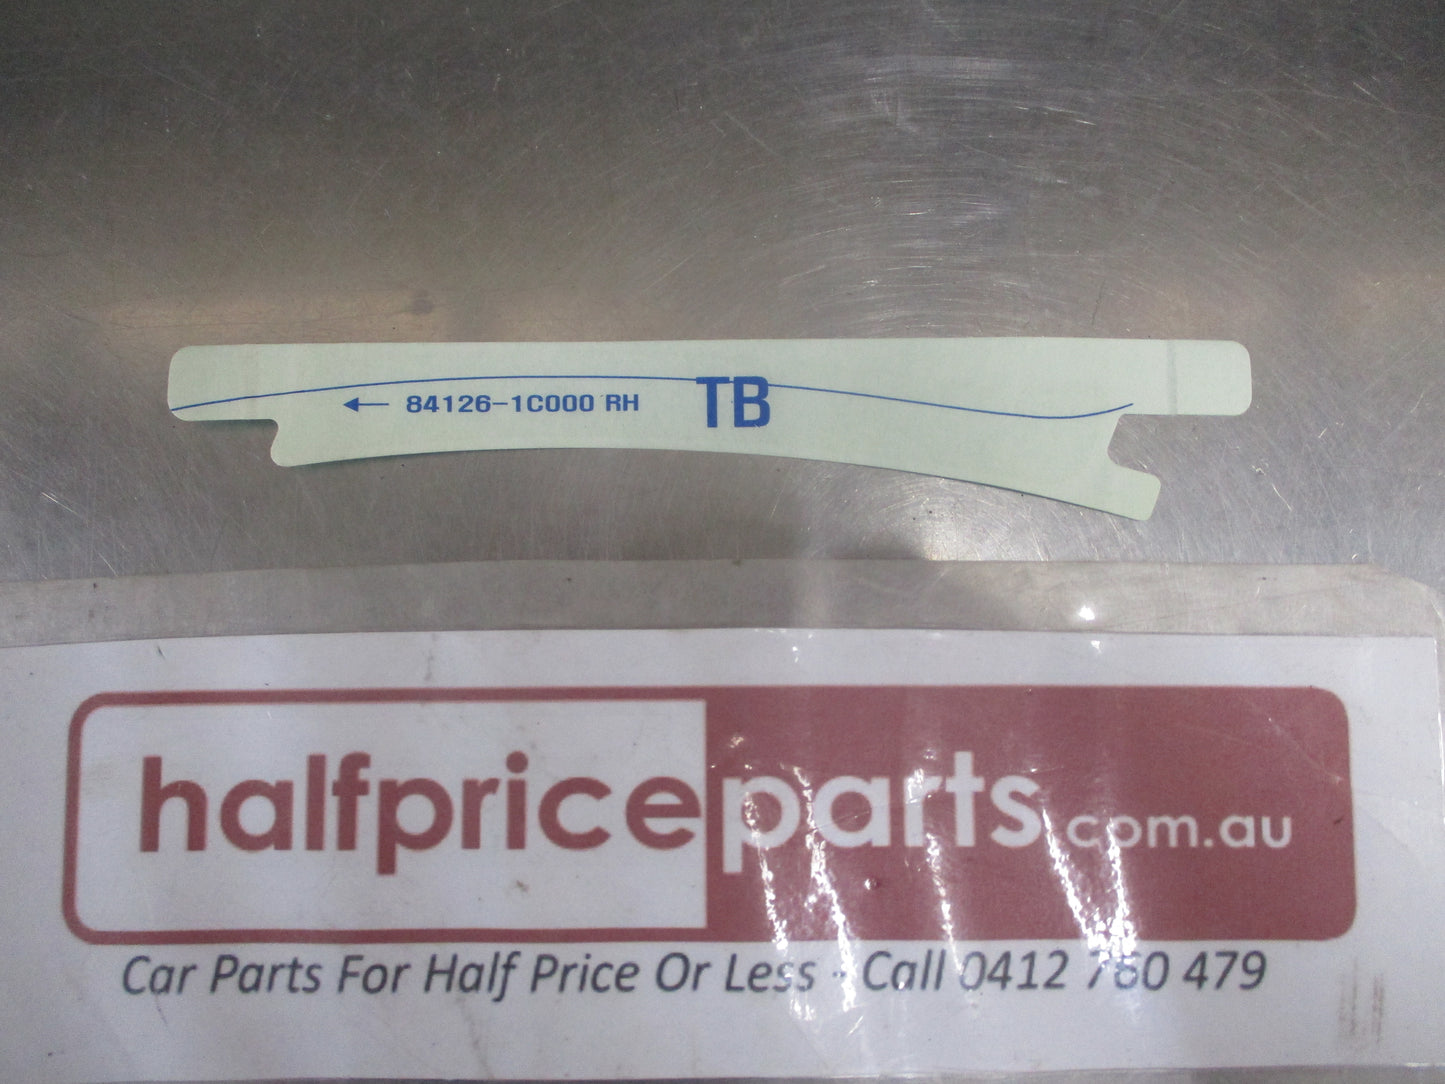 ← 84126-1C000 RH TB
halfpriceparts.com.au
Car Parts For Half Price Or Less - Call 0412 760 479